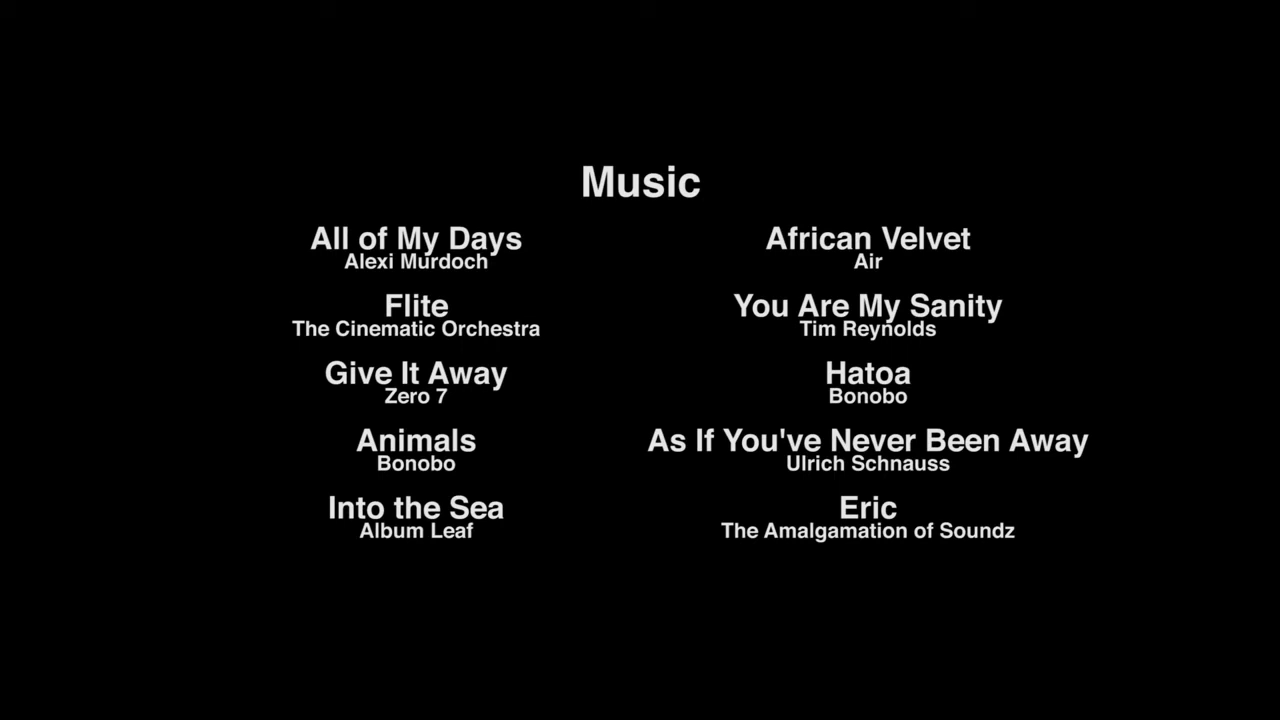 Music
All of My Days
Alexi Murdoch
Flite
The Cinematic Orchestra
Give It Away
Zero 7
Animals
Bonobo
Into the Sea
Album Leaf
African Velvet
Air
You Are My Sanity
Tim Reynolds
Hatoa
Bonobo
As If You've Never Been Away
Ulrich Schnauss
Eric
The Amalgamation of Soundz